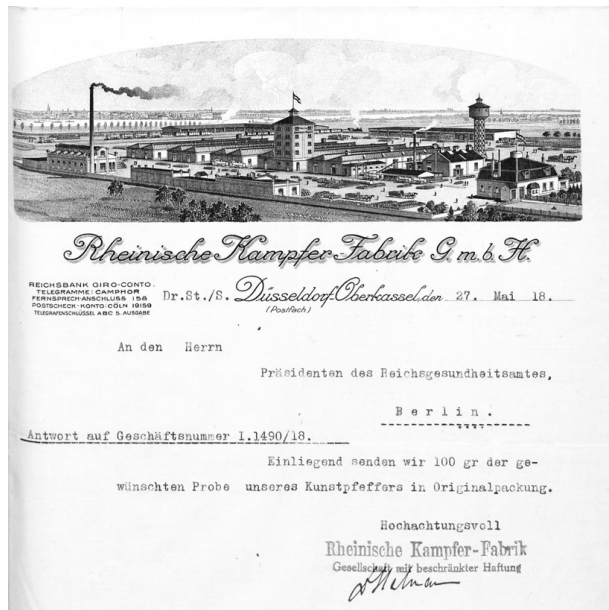 Rheinische Kampfer-Fabrik G.m.b.H.
REICHSBANK GIRO-CONTO.
TELEGRAMME: CAMPHOR
FERNSPRECH-ANSCHLUSS 158
POSTSCHECK-KONTO: CÖLN 19159
TELEGRAFENSCHLÜSSEL ABC 5. AUSGABE
Dr.St./S. Düsseldorf-Oberkassel, den 27. Mai 18.
(Postfach)
An den Herrn
Präsidenten des Reichsgesundheitsamtes,
Berlin.
Antwort auf Geschäftsnummer I.1490/18.
Einliegend senden wir 100 gr der ge-
wünschten Probe unseres Kunstpfeffers in Originalpackung.
Hochachtungsvoll
Rheinische Kampfer-Fabrik
Gesellschaft mit beschränkter Haftung